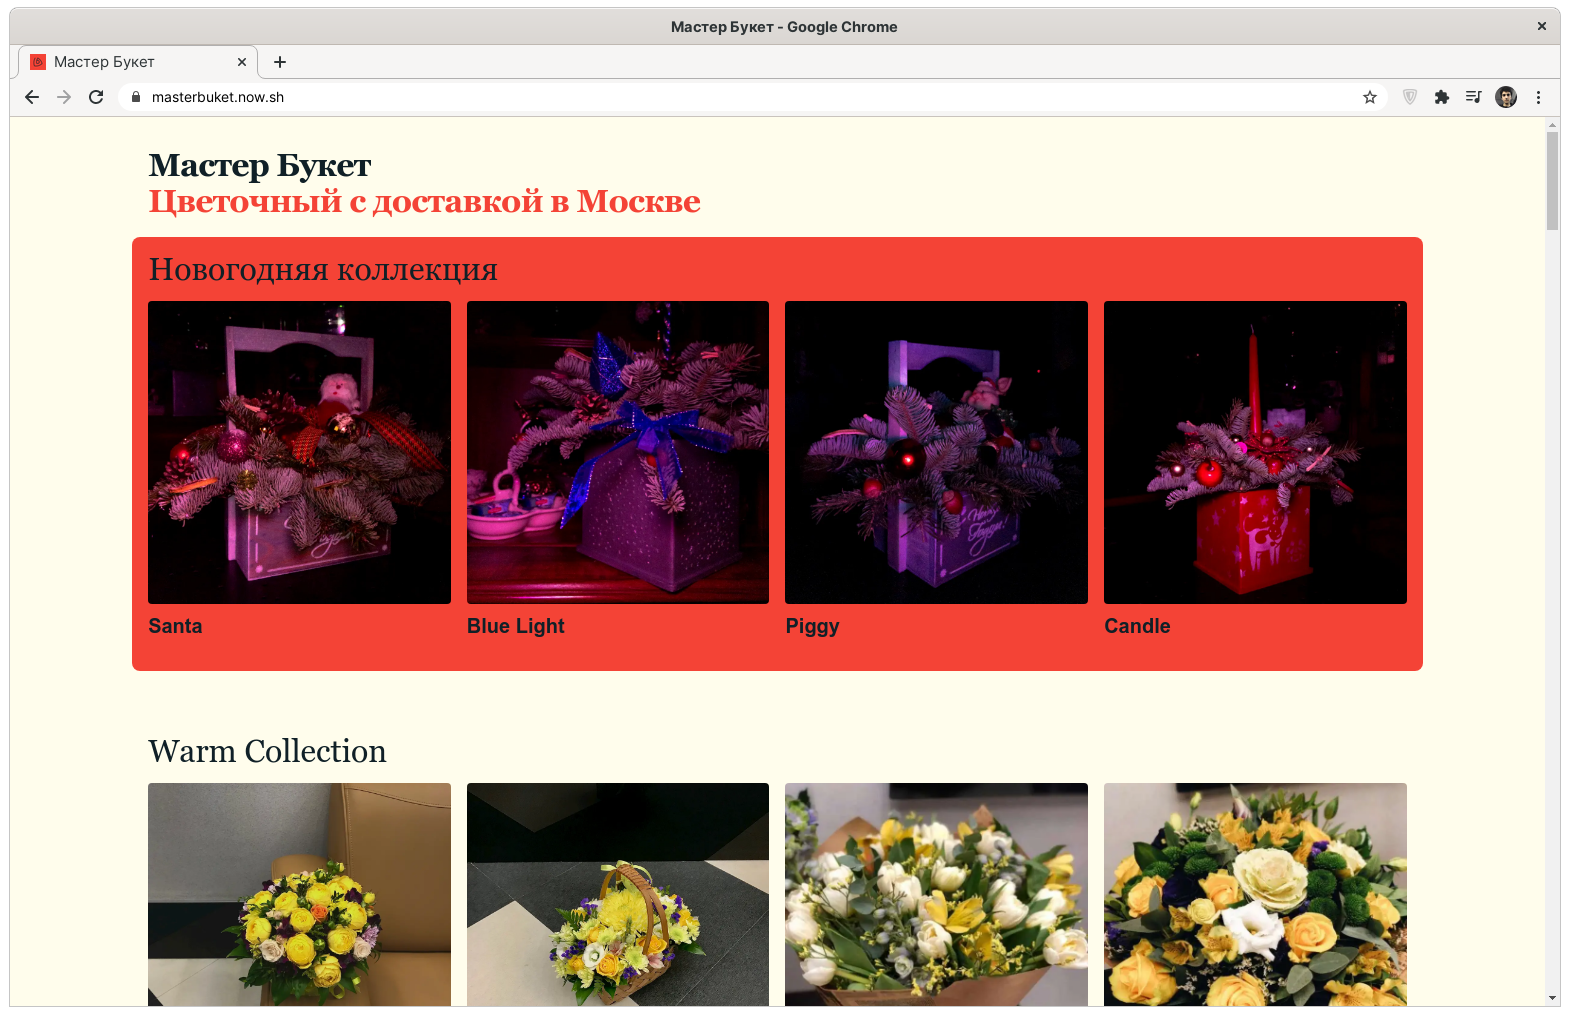 Мастер Букет - Google Chrome
Мастер Букет
masterbuket.now.sh
Мастер Букет
Цветочный с доставкой в Москве
Новогодняя коллекция
Santa
Blue Light
Piggy
Candle
Warm Collection